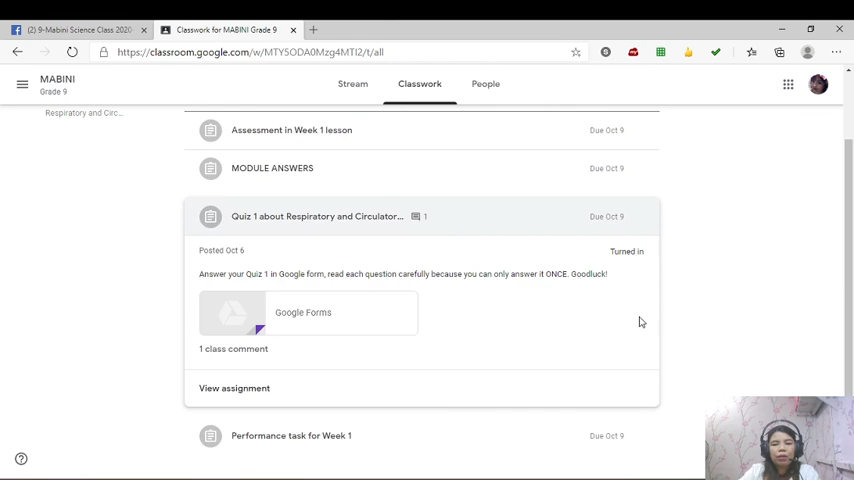 (2) 9-Mabini Science Class 2020-
Classwork for MABINI Grade 9
https://classroom.google.com/w/MTY5ODA0Mzg4MTI2/t/all
MABINI
Grade 9
Stream
Classwork
People
Respiratory and Circ...
Assessment in Week 1 lesson
Due Oct 9
MODULE ANSWERS
Due Oct 9
Quiz 1 about Respiratory and Circulator...
1
Due Oct 9
Posted Oct 6
Turned in
Answer your Quiz 1 in Google form, read each question carefully because you can only answer it ONCE. Goodluck!
Google Forms
1 class comment
View assignment
Performance task for Week 1
Due Oct 9